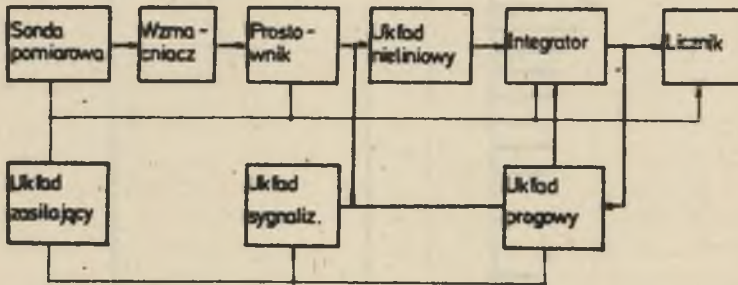 Sonda
pomiarowa
Wzma-
cniacz
Prosto-
wnik
Układ
nieliniowy
Integrator
Licznik
Układ
zasilający
Układ
sygnaliz.
Układ
progowy